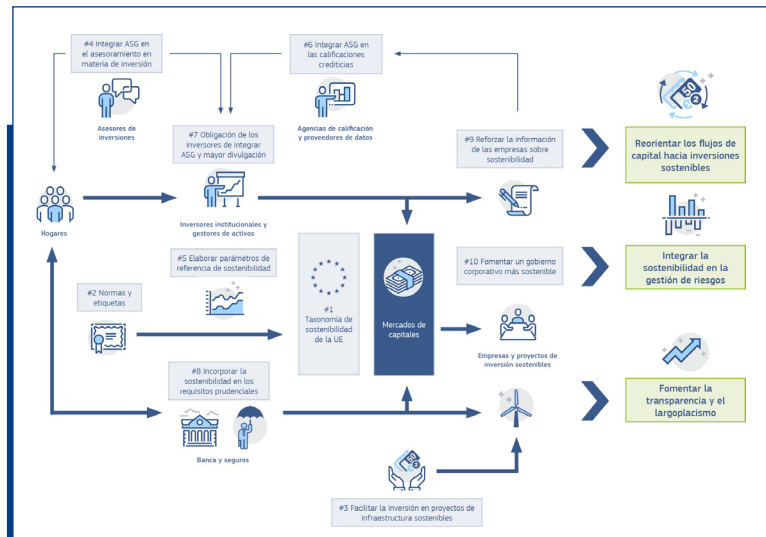 #4 Integrar ASG en
el asesoramiento en
materia de inversión
Asesores de
inversiones
#6 Integrar ASG en
las calificaciones
crediticias
Agencias de calificación
y proveedores de datos
#7 Obligación de los
inversores de integrar
ASG y mayor divulgación
#9 Reforzar la información
de las empresas sobre
sostenibilidad
Reorientar los flujos de
capital hacia inversiones
sostenibles
Hogares
Inversores institucionales y
gestores de activos
#5 Elaborar parámetros de
referencia de sostenibilidad
#2 Normas y
etiquetas
#1
Taxonomía de
sostenibilidad
de la UE
Mercados de
capitales
#10 Fomentar un gobierno
corporativo más sostenible
Integrar la
sostenibilidad en la
gestión de riesgos
Empresas y proyectos de
inversión sostenibles
#8 Incorporar la
sostenibilidad en los
requisitos prudenciales
Banca y seguros
Fomentar la
transparencia y el
largoplacismo
#3 Facilitar la inversión en proyectos de
infraestructura sostenibles